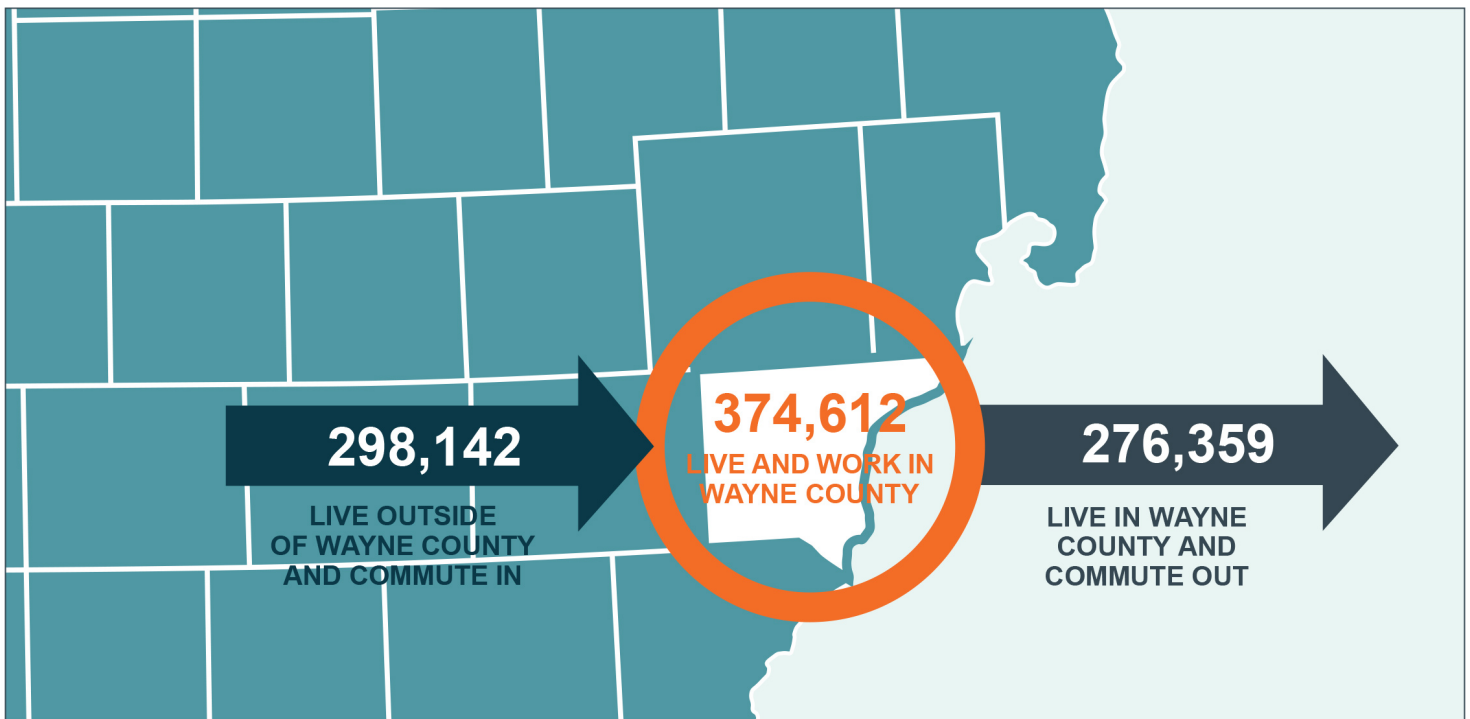 298,142
LIVE OUTSIDE
OF WAYNE COUNTY
AND COMMUTE IN
374,612
LIVE AND WORK IN
WAYNE COUNTY
276,359
LIVE IN WAYNE
COUNTY AND
COMMUTE OUT